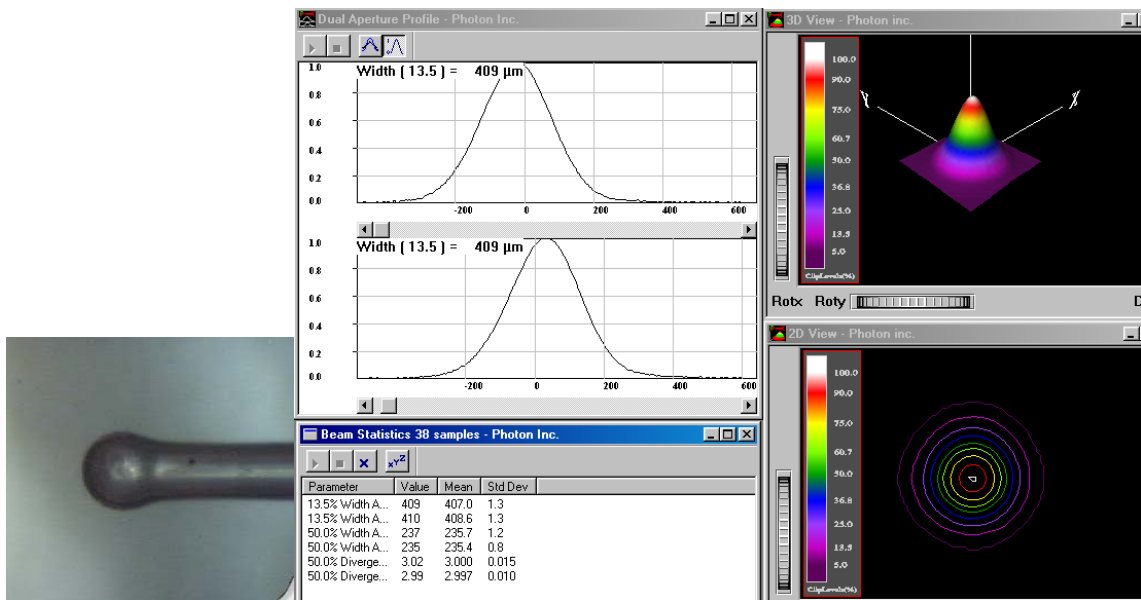 Dual Aperture Profile - Photon Inc.
Width ( 13.5 ) = 409 µm
1.0
0.8
0.6
0.4
0.2
0.0
-200 0 200 400 600
Width ( 13.5 ) = 409 µm
1.0
0.8
0.6
0.4
0.2
0.0
-200 0 200 400 600
Beam Statistics 38 samples - Photon Inc.
xYZ
Parameter Value Mean Std Dev
13.5% Width A... 409 407.0 1.3
13.5% Width A... 410 408.6 1.3
50.0% Width A... 237 235.7 1.2
50.0% Width A... 235 235.4 0.8
50.0% Diverge... 3.02 3.000 0.015
50.0% Diverge... 2.99 2.997 0.010
3D View - Photon inc.
100.0
90.0
75.0
60.7
50.0
36.8
25.0
13.5
5.0
ClipLevels(%)
Y X
Rotx Roty D
2D View - Photon inc.
100.0
90.0
75.0
60.7
50.0
36.8
25.0
13.5
5.0
ClipLevels(%)